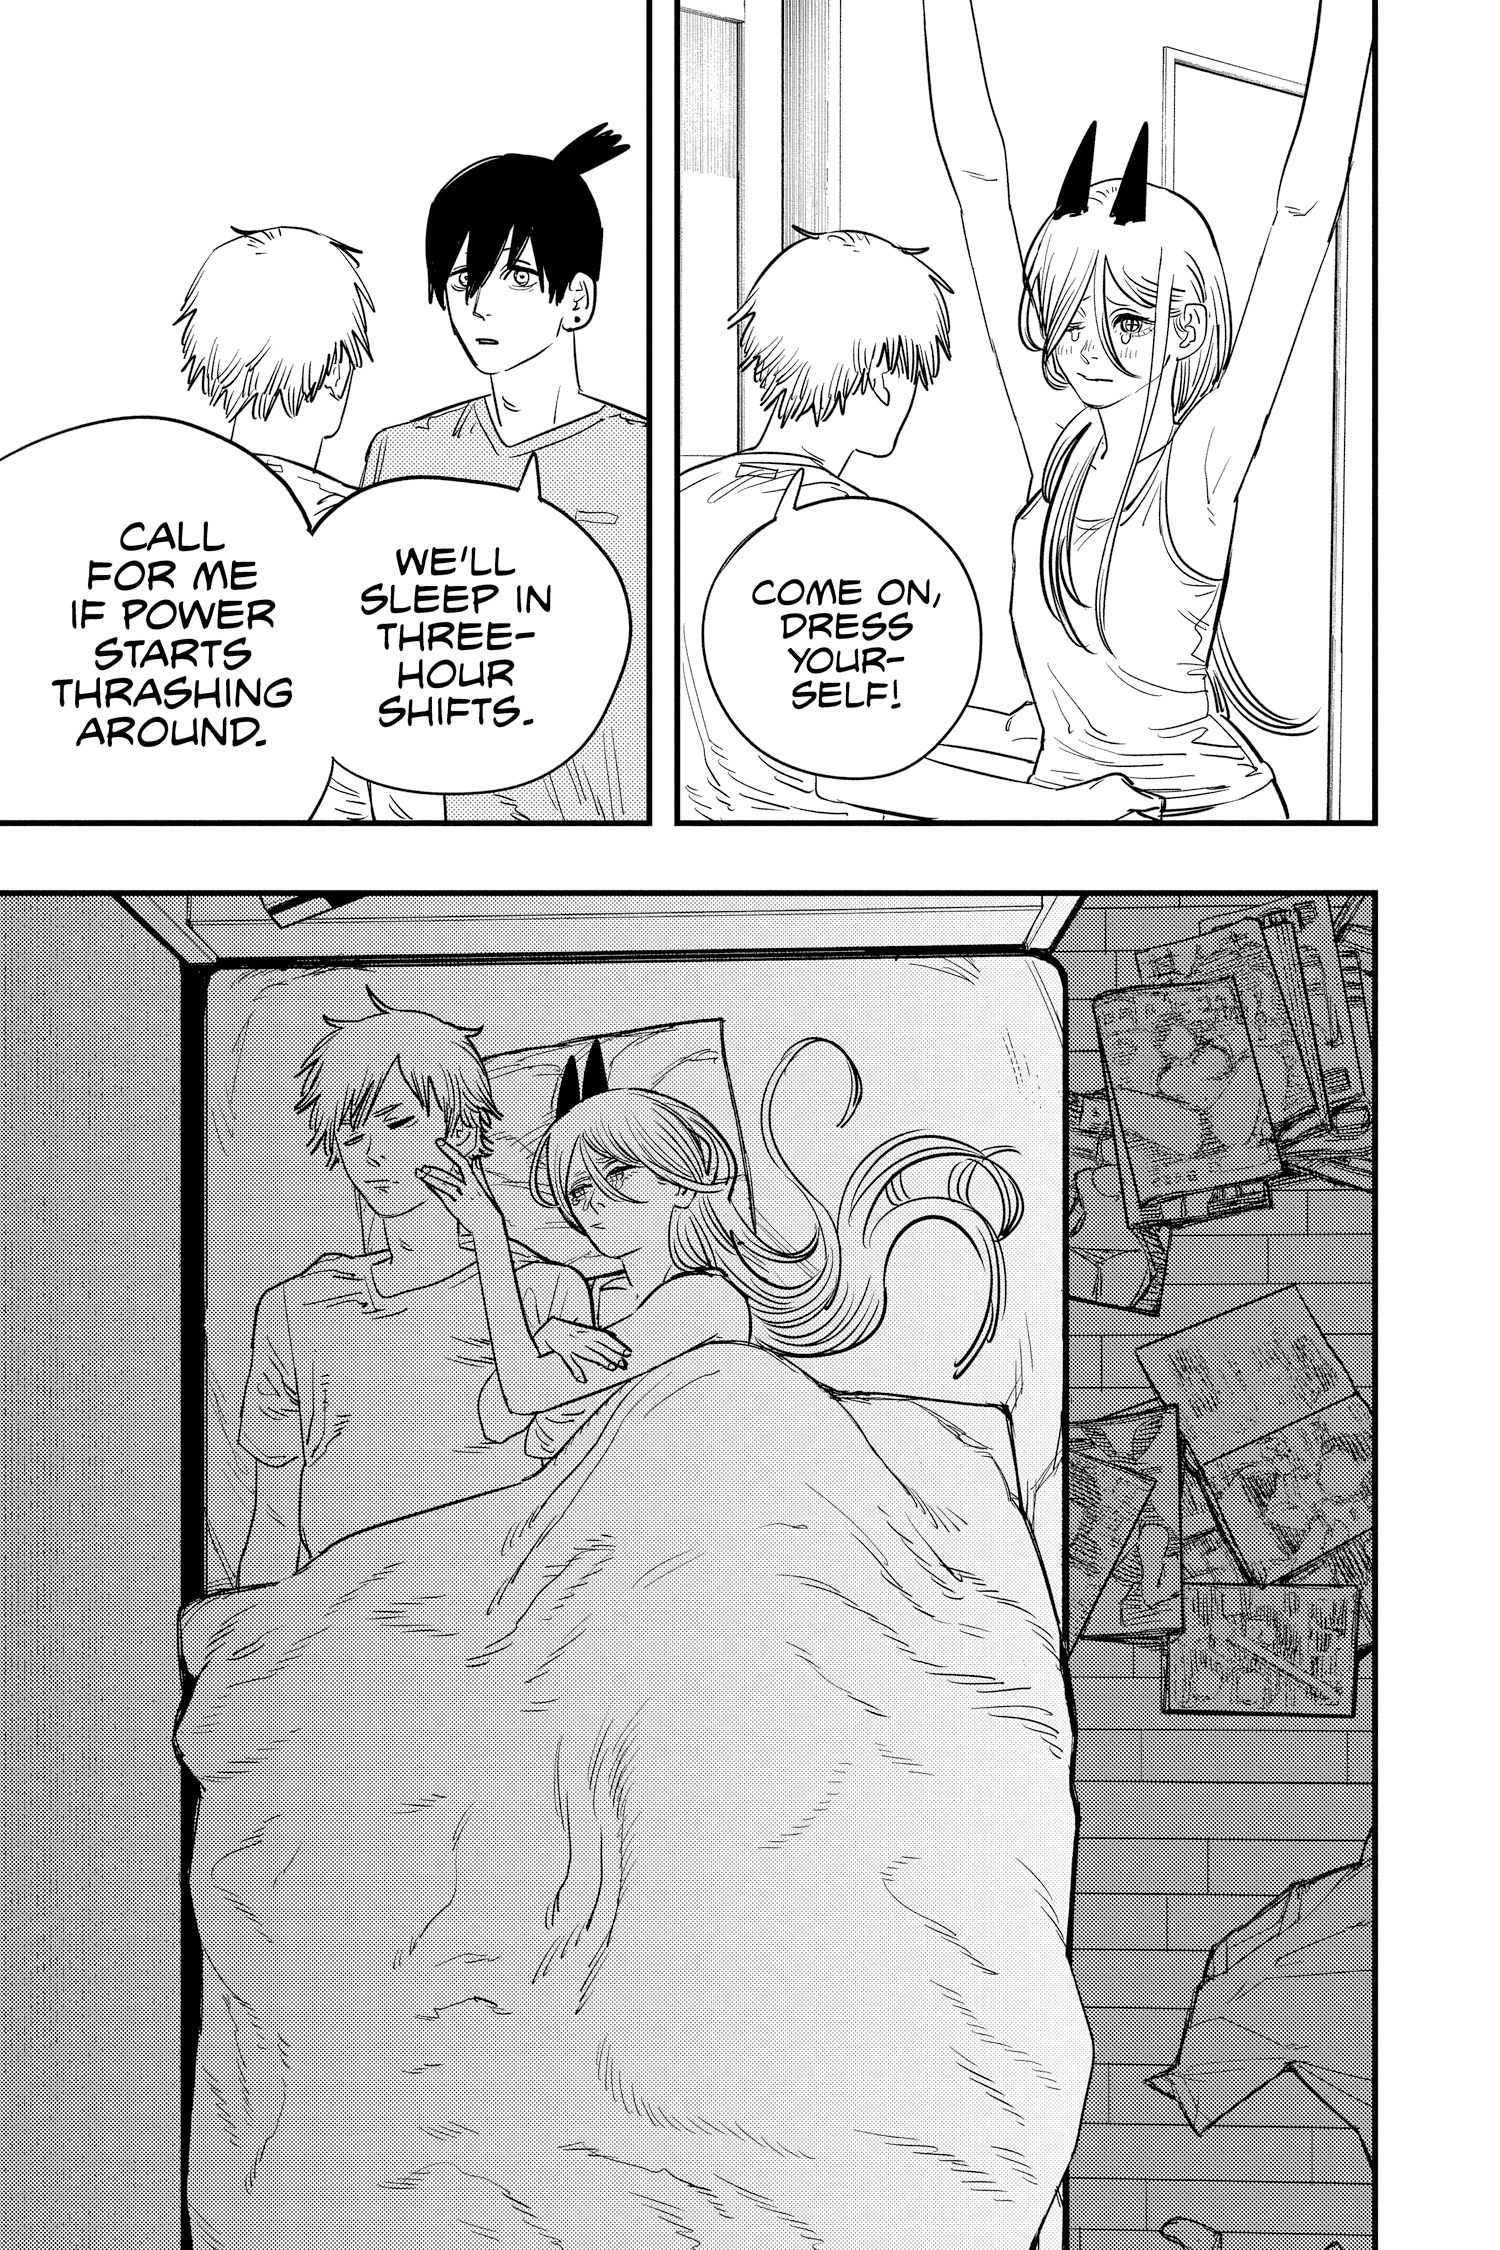 COME ON,
DRESS
YOUR-
SELF!
WE'LL
SLEEP IN
THREE-
HOUR
SHIFTS.
CALL
FOR ME
IF POWER
STARTS
THRASHING
AROUND.